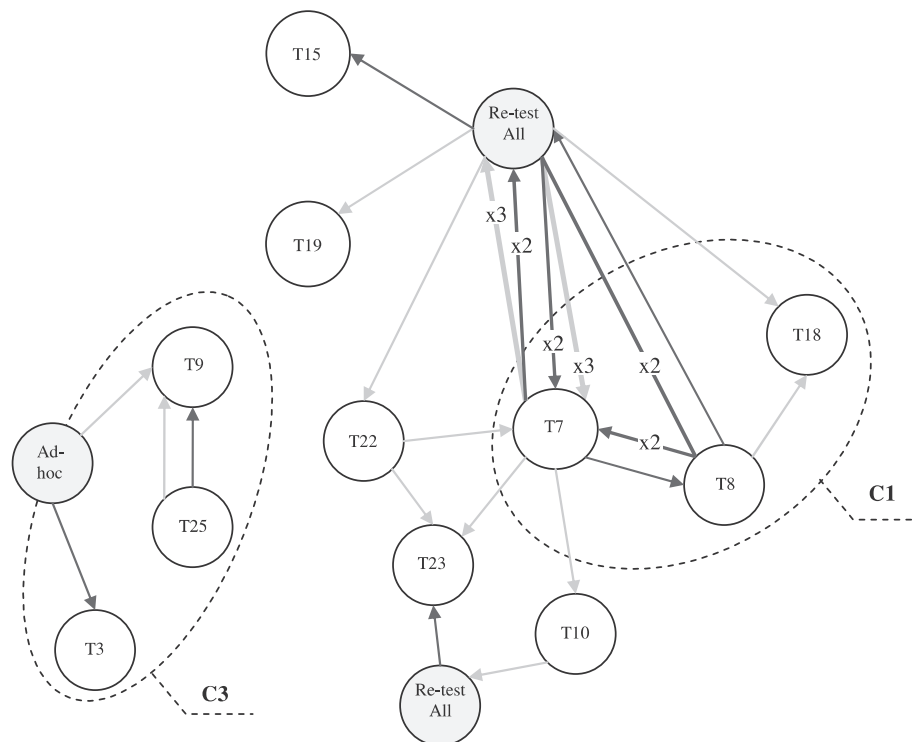 T15
Re-test
All
x3
x2
T19
T18
x2
x3
x2
T9
T7
T22
x2
Ad-
hoc
T8
C1
T25
T23
T10
T3
C3
Re-test
All